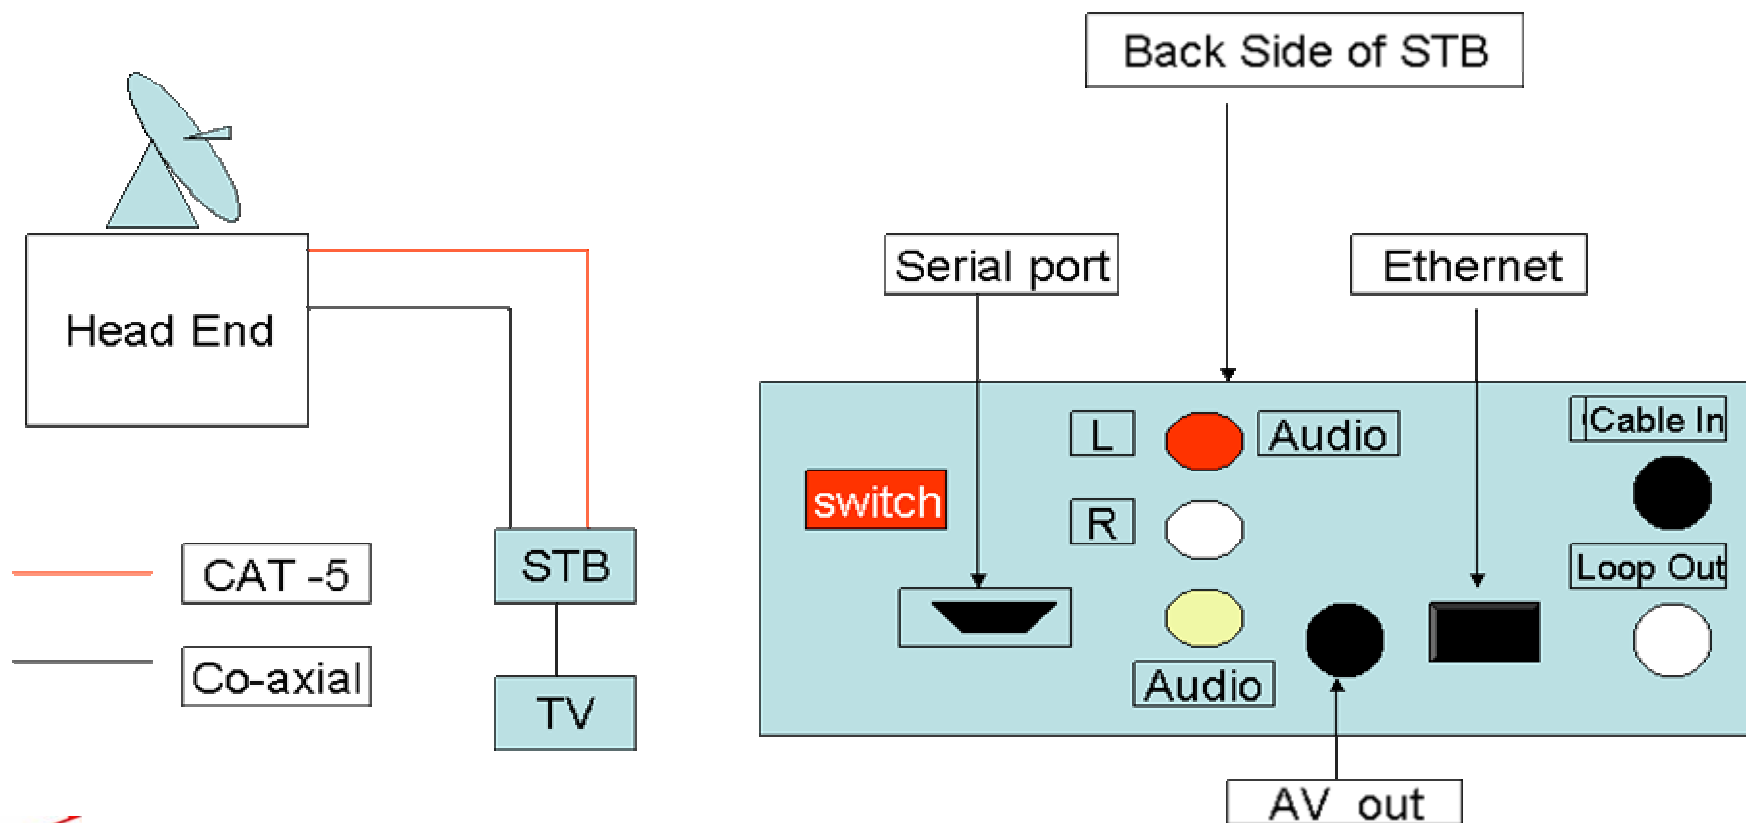 Back Side of STB
Serial port
Ethernet
Head End
L
Audio
Cable In
switch
R
CAT -5
STB
Loop Out
Co-axial
TV
Audio
AV out